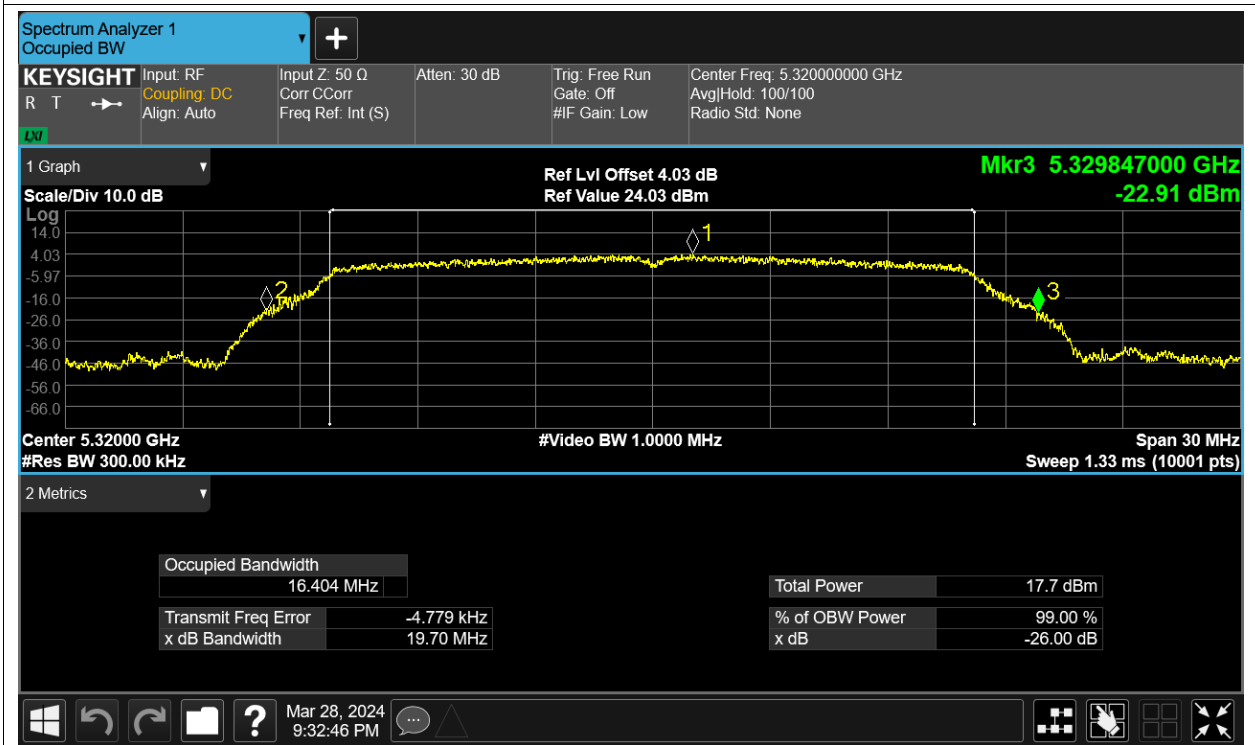 Spectrum Analyzer 1
Occupied BW
KEYSIGHT
R T
LXI
Input: RF
Coupling: DC
Align: Auto
Input Z: 50 Ω
Corr CCorr
Freq Ref: Int (S)
Atten: 30 dB
Trig: Free Run
Gate: Off
#IF Gain: Low
Center Freq: 5.320000000 GHz
Avg|Hold: 100/100
Radio Std: None
1 Graph
Scale/Div 10.0 dB
Ref Lvl Offset 4.03 dB
Ref Value 24.03 dBm
Mkr3 5.329847000 GHz
-22.91 dBm
Log
14.0
4.03
-5.97
-16.0
-26.0
-36.0
-46.0
-56.0
-66.0
1
2
3
Center 5.32000 GHz
#Video BW 1.0000 MHz
Span 30 MHz
#Res BW 300.00 kHz
Sweep 1.33 ms (10001 pts)
2 Metrics
Occupied Bandwidth
16.404 MHz
Transmit Freq Error -4.779 kHz
x dB Bandwidth 19.70 MHz
Total Power 17.7 dBm
% of OBW Power 99.00 %
x dB -26.00 dB
?
Mar 28, 2024
9:32:46 PM